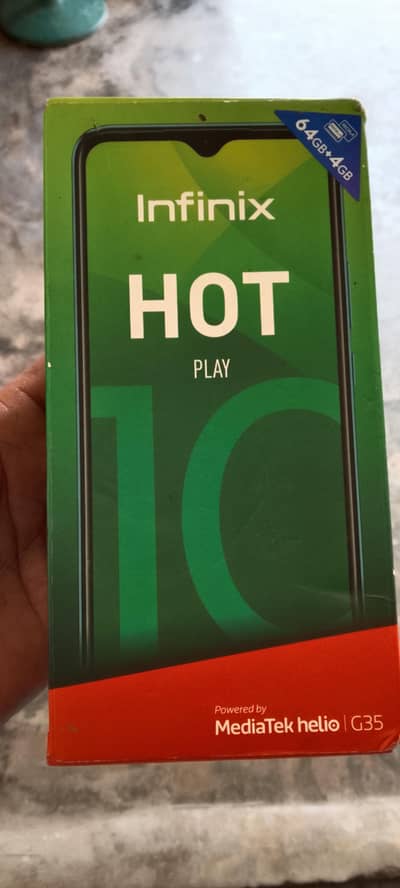 64GB+4GB
Infinix
HOT
PLAY
10
Powered by
MediaTek helio | G35